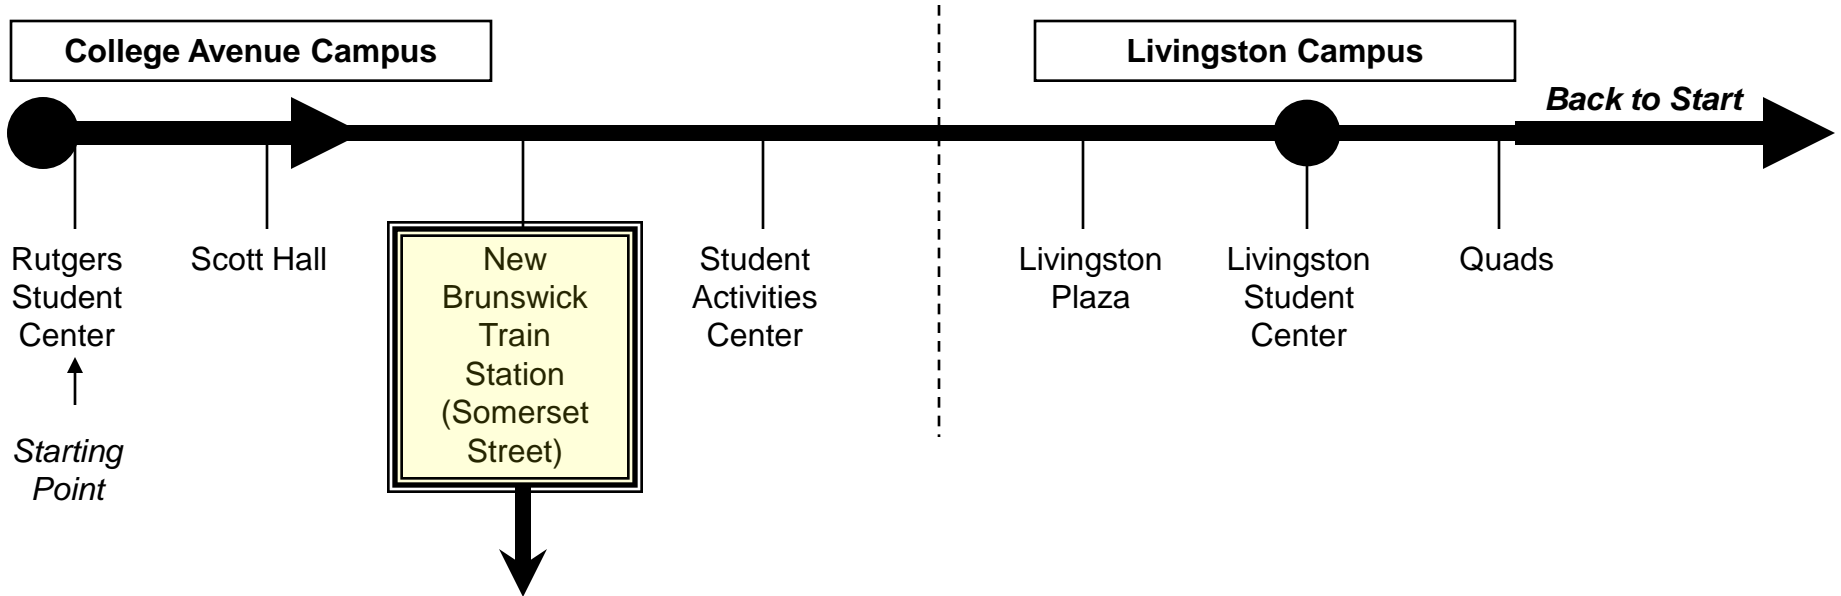 College Avenue Campus
Livingston Campus
Back to Start
Rutgers
Student
Center
Starting
Point
Scott Hall
New
Brunswick
Train
Station
(Somerset
Street)
Student
Activities
Center
Livingston
Plaza
Livingston
Student
Center
Quads